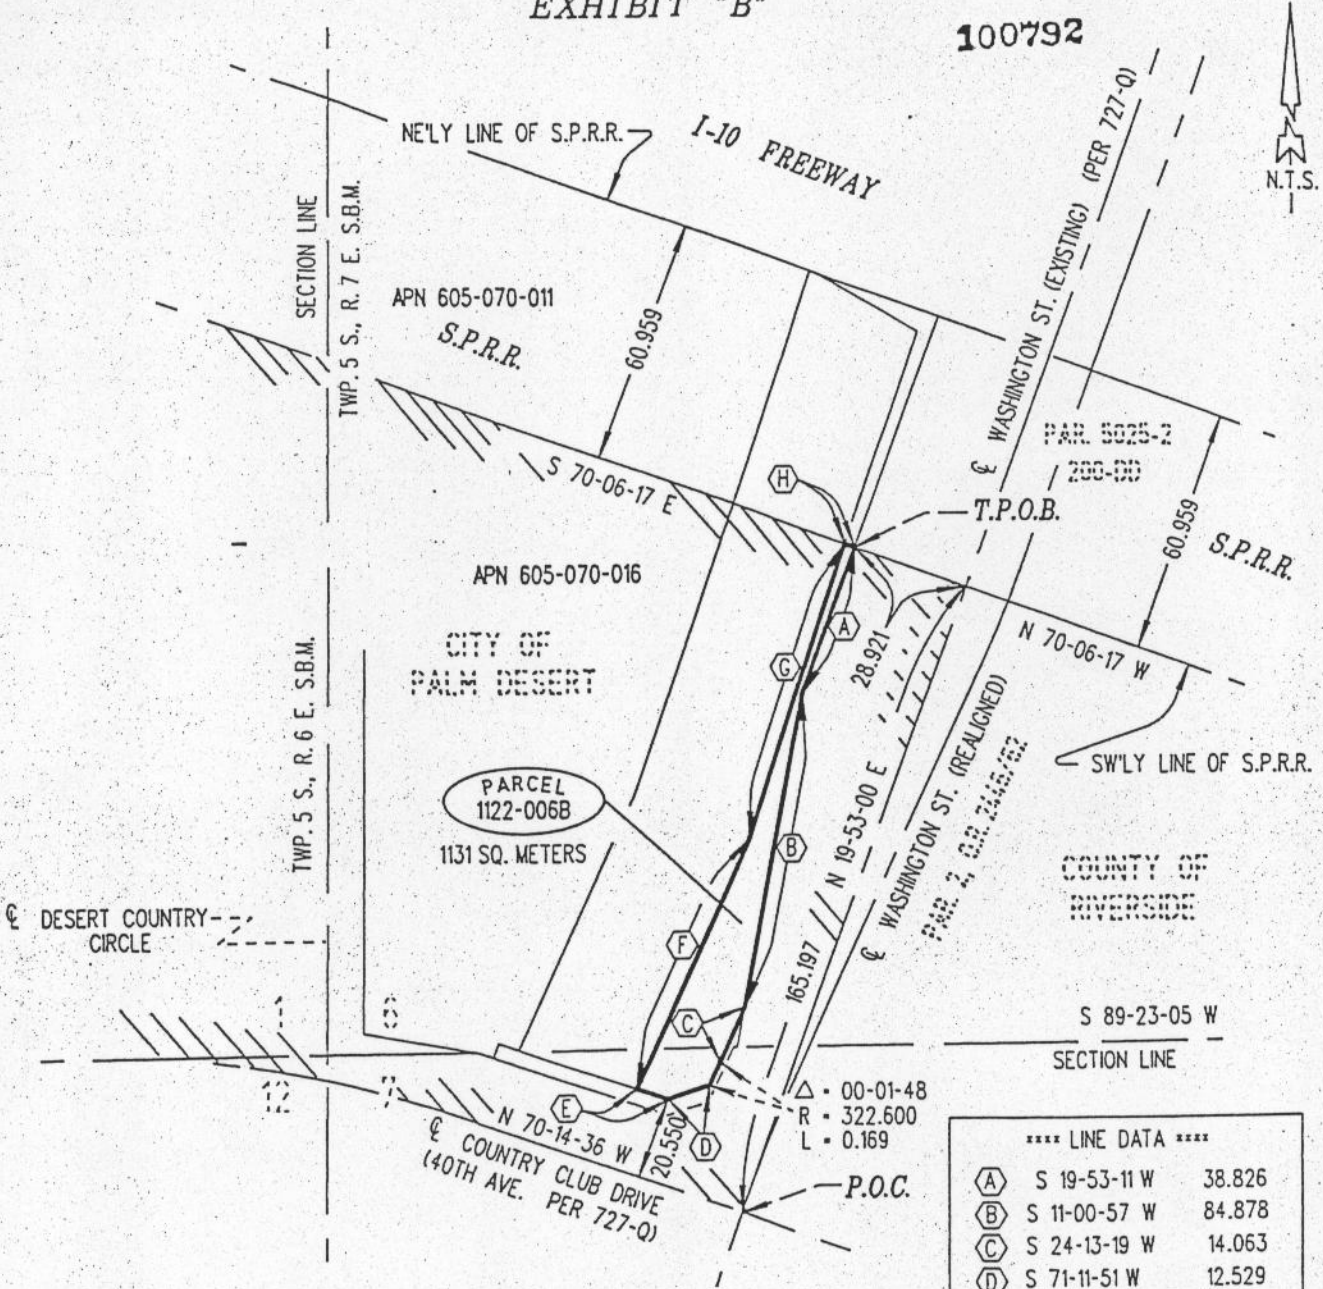 EXHIBIT "B"
100792
N.T.S.
NE'LY LINE OF S.P.R.R.
I-10 FREEWAY
WASHINGTON ST. (EXISTING) (PER 727-Q)
SECTION LINE
TWP. 5 S., R. 7 E. S.B.M.
APN 605-070-011
S.P.R.R.
60.959
S 70-06-17 E
H
T.P.O.B.
PAR. 5025-2
200-DD
60.959
S.P.R.R.
APN 605-070-016
CITY OF
PALM DESERT
A
G
28.921
N 70-06-17 W
SW'LY LINE OF S.P.R.R.
TWP. 5 S., R. 6 E. S.B.M.
PARCEL
1122-006B
1131 SQ. METERS
B
N 19-53-00 E
165.197
℄ WASHINGTON ST. (REALIGNED)
PAR. 2, O.R.
COUNTY OF
RIVERSIDE
℄ DESERT COUNTRY
CIRCLE
F
C
S 89-23-05 W
SECTION LINE
1
6
12
7
E
D
N 70-14-36 W
20.550
℄ COUNTRY CLUB DRIVE
(40TH AVE. PER 727-Q)
Δ = 00-01-48
R = 322.600
L = 0.169
P.O.C.
**** LINE DATA ****
A S 19-53-11 W 38.826
B S 11-00-57 W 84.878
C S 24-13-19 W 14.063
D S 71-11-51 W 12.529